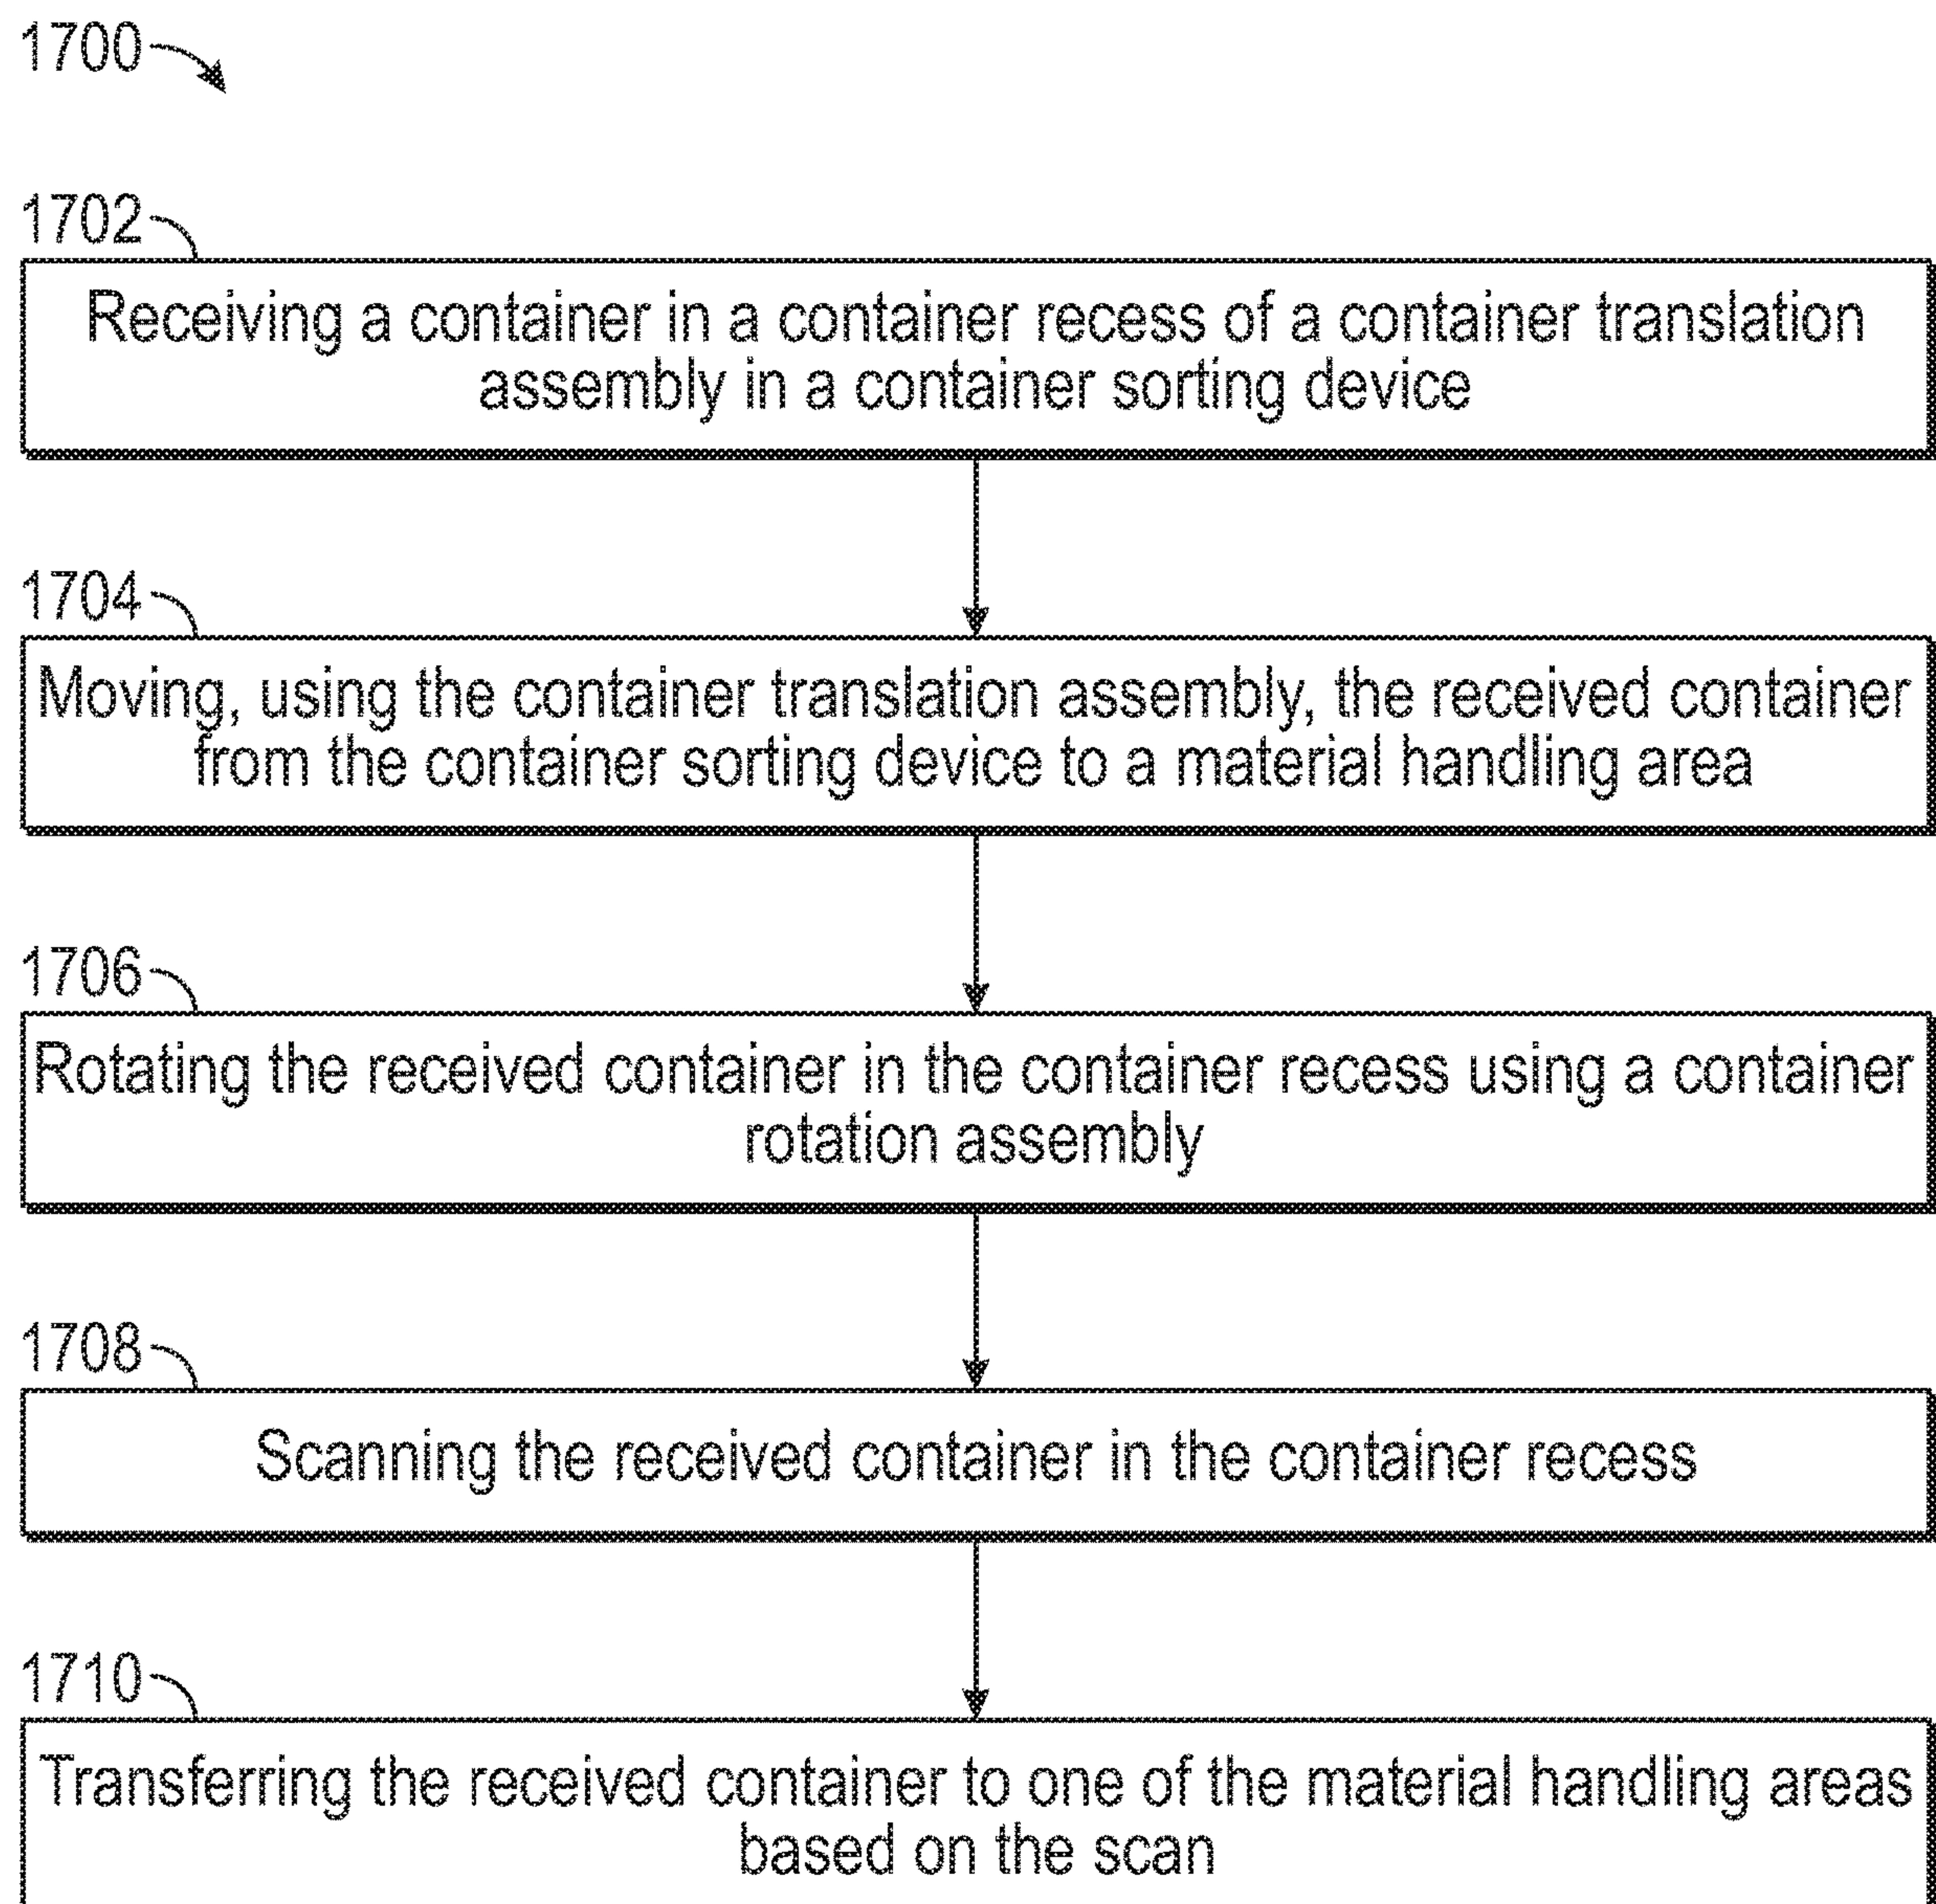 1700
1702
Receiving a container in a container recess of a container translation
assembly in a container sorting device
1704
Moving, using the container translation assembly, the received container
from the container sorting device to a material handling area
1706
Rotating the received container in the container recess using a container
rotation assembly
1708
Scanning the received container in the container recess
1710
Transferring the received container to one of the material handling areas
based on the scan